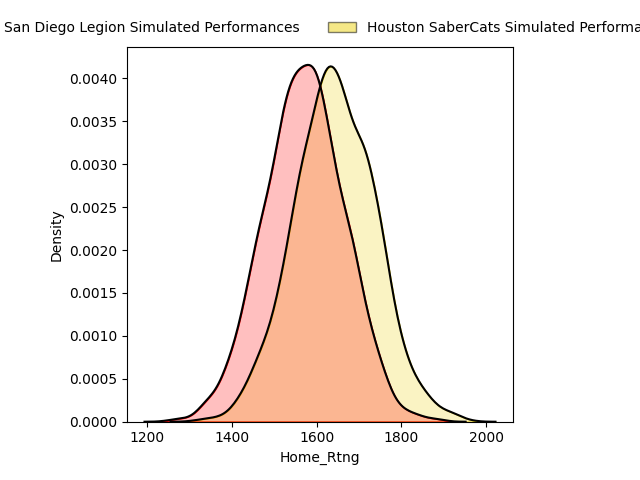 San Diego Legion Simulated Performances
Houston SaberCats Simulated Performa
0.0040
0.0035
0.0030
0.0025
0.0020
0.0015
0.0010
0.0005
0.0000
Density
1200 1400 1600 1800 2000
Home_Rtng